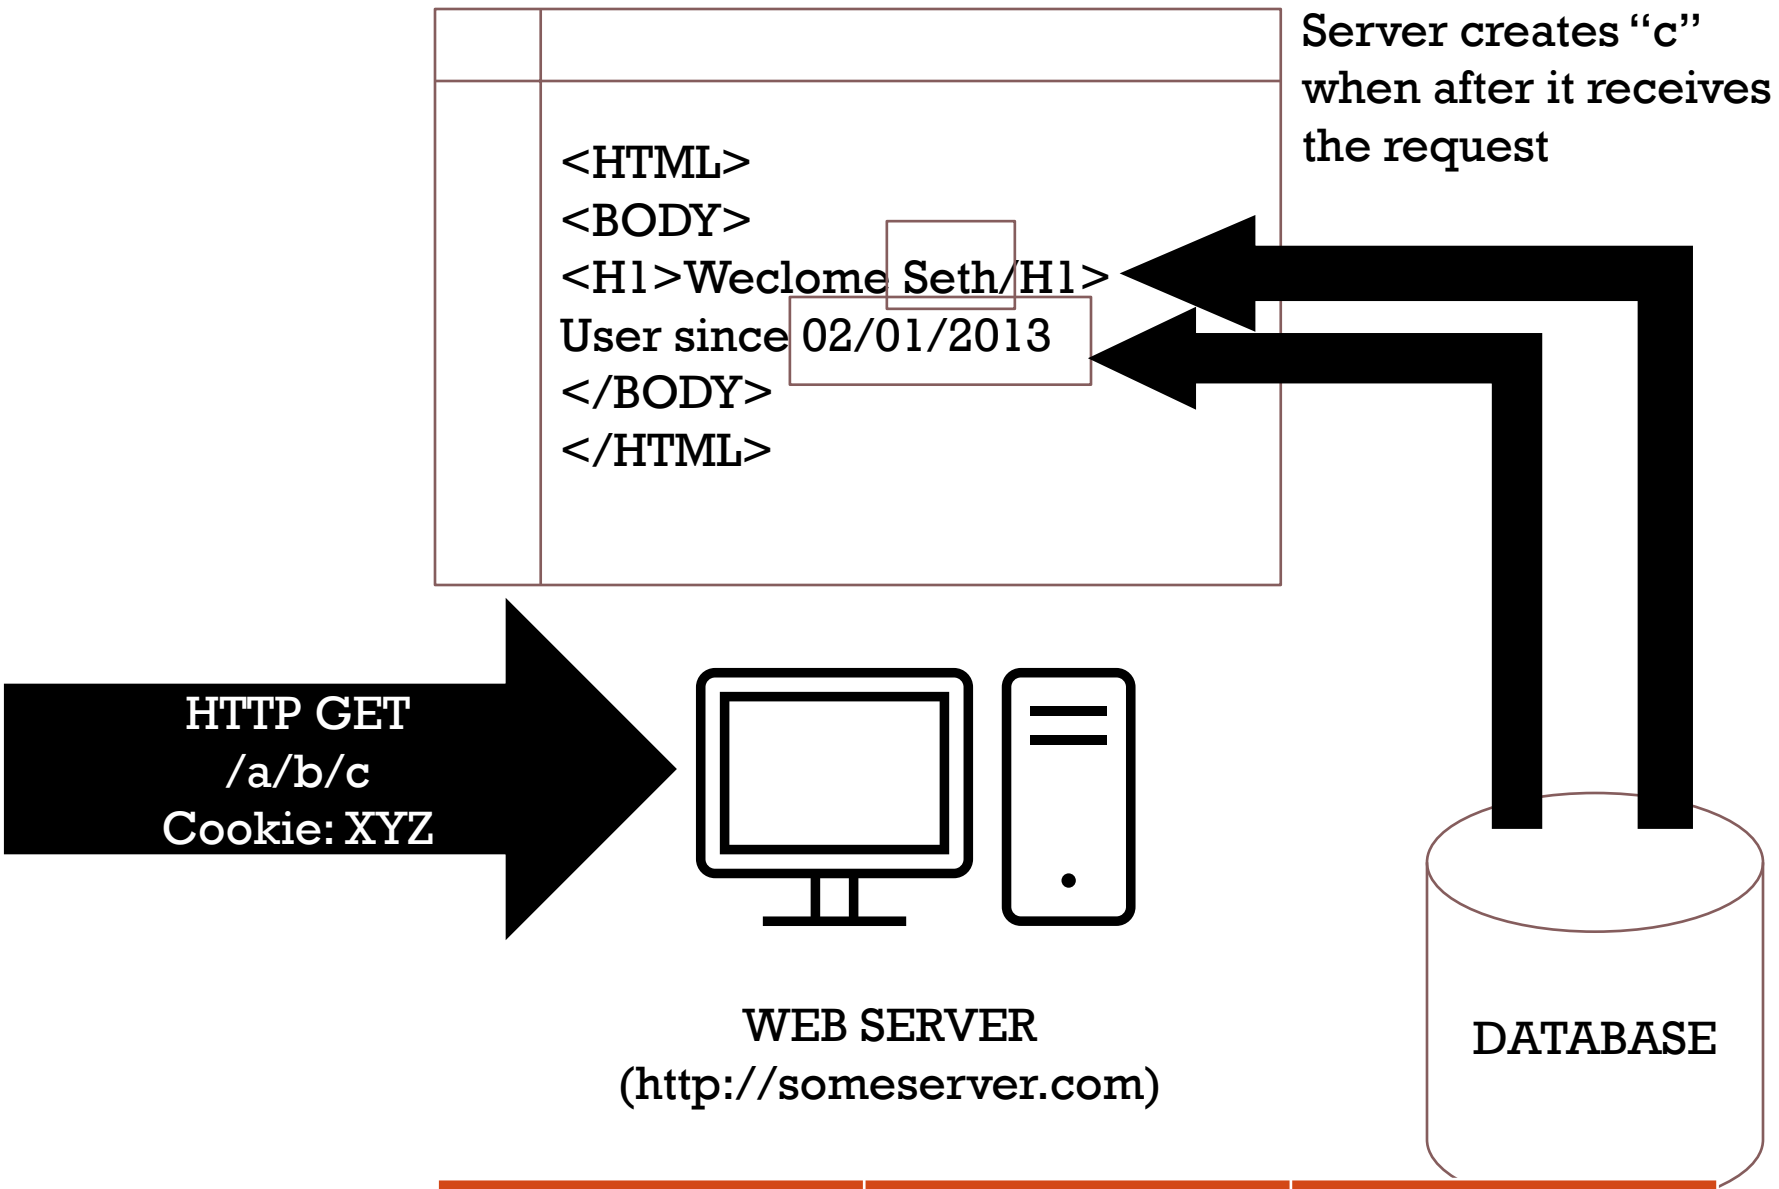 Server creates “c”
when after it receives
the request
<HTML>
<BODY>
<H1>Weclome Seth/H1>
User since 02/01/2013
</BODY>
</HTML>
HTTP GET
/a/b/c
Cookie: XYZ
WEB SERVER
(http://someserver.com)
DATABASE